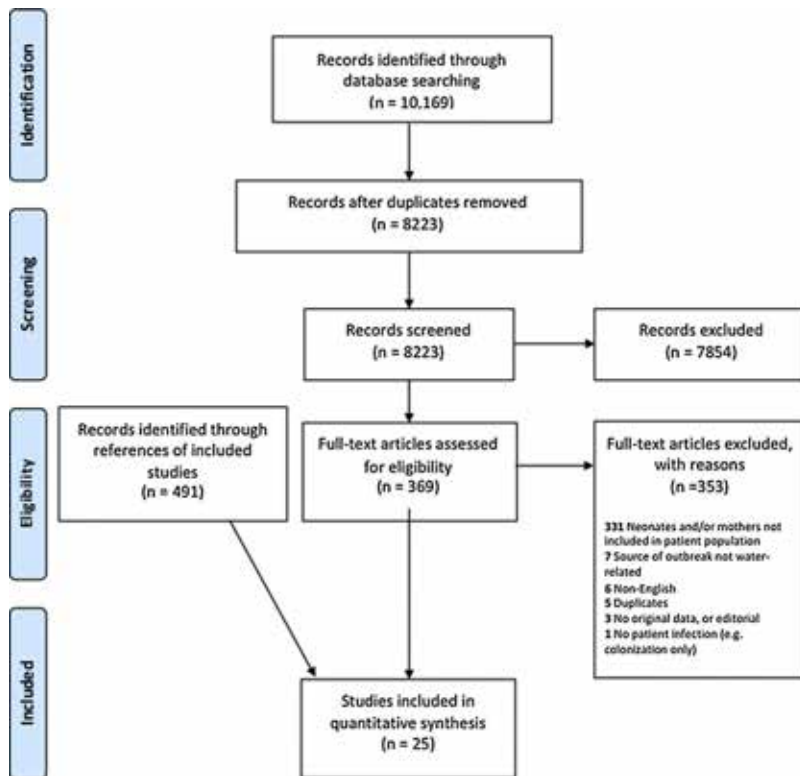 Identification
Records identified through
database searching
(n = 10,169)
Records after duplicates removed
(n = 8223)
Screening
Records screened
(n = 8223)
Records excluded
(n = 7854)
Eligibility
Records identified through
references of included
studies
(n = 491)
Full-text articles assessed
for eligibility
(n = 369)
Full-text articles excluded,
with reasons
(n =353)
331 Neonates and/or mothers not
included in patient population
7 Source of outbreak not water-
related
6 Non-English
5 Duplicates
3 No original data, or editorial
1 No patient infection (e.g.
colonization only)
Included
Studies included in
quantitative synthesis
(n = 25)